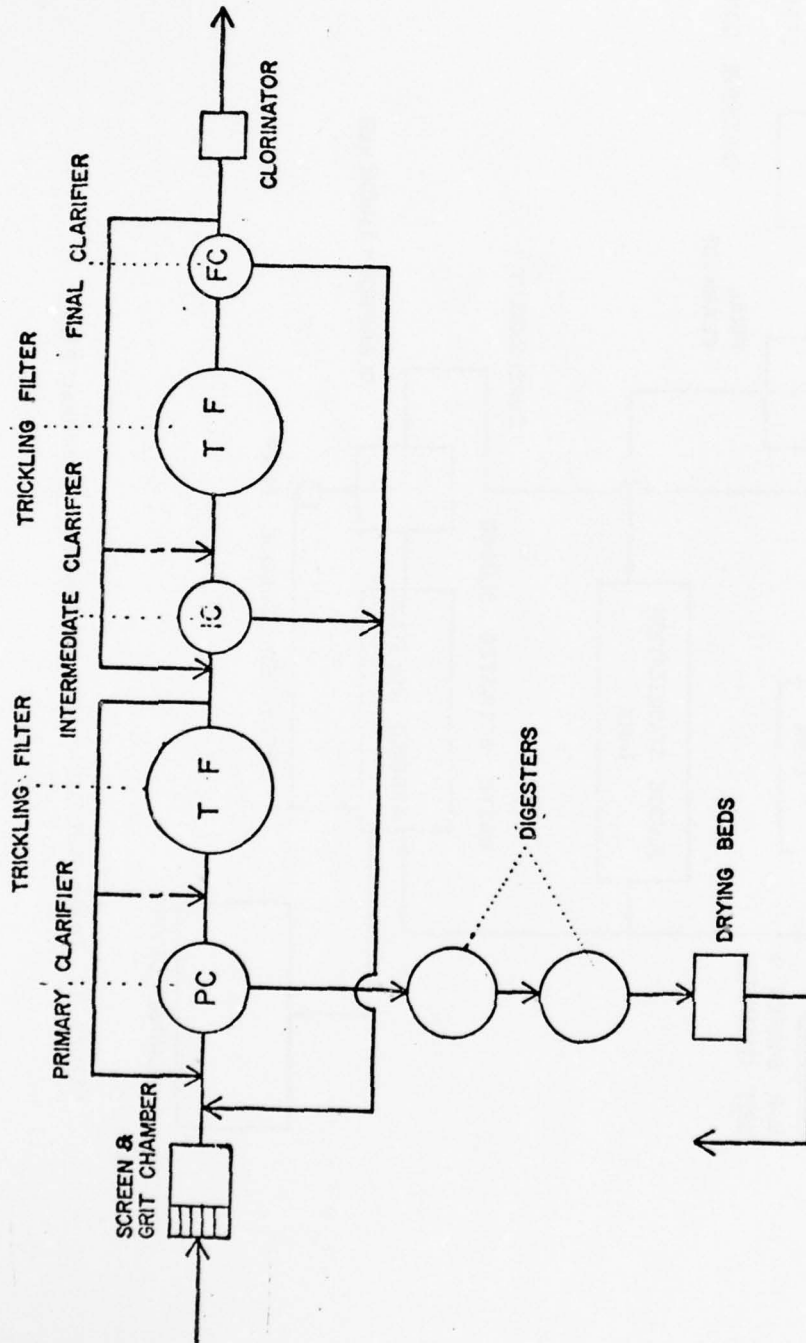 SCREEN &
GRIT CHAMBER
PRIMARY CLARIFIER
TRICKLING FILTER
INTERMEDIATE CLARIFIER
TRICKLING FILTER
FINAL CLARIFIER
CLORINATOR
PC
T F
IC
T F
FC
DIGESTERS
DRYING BEDS